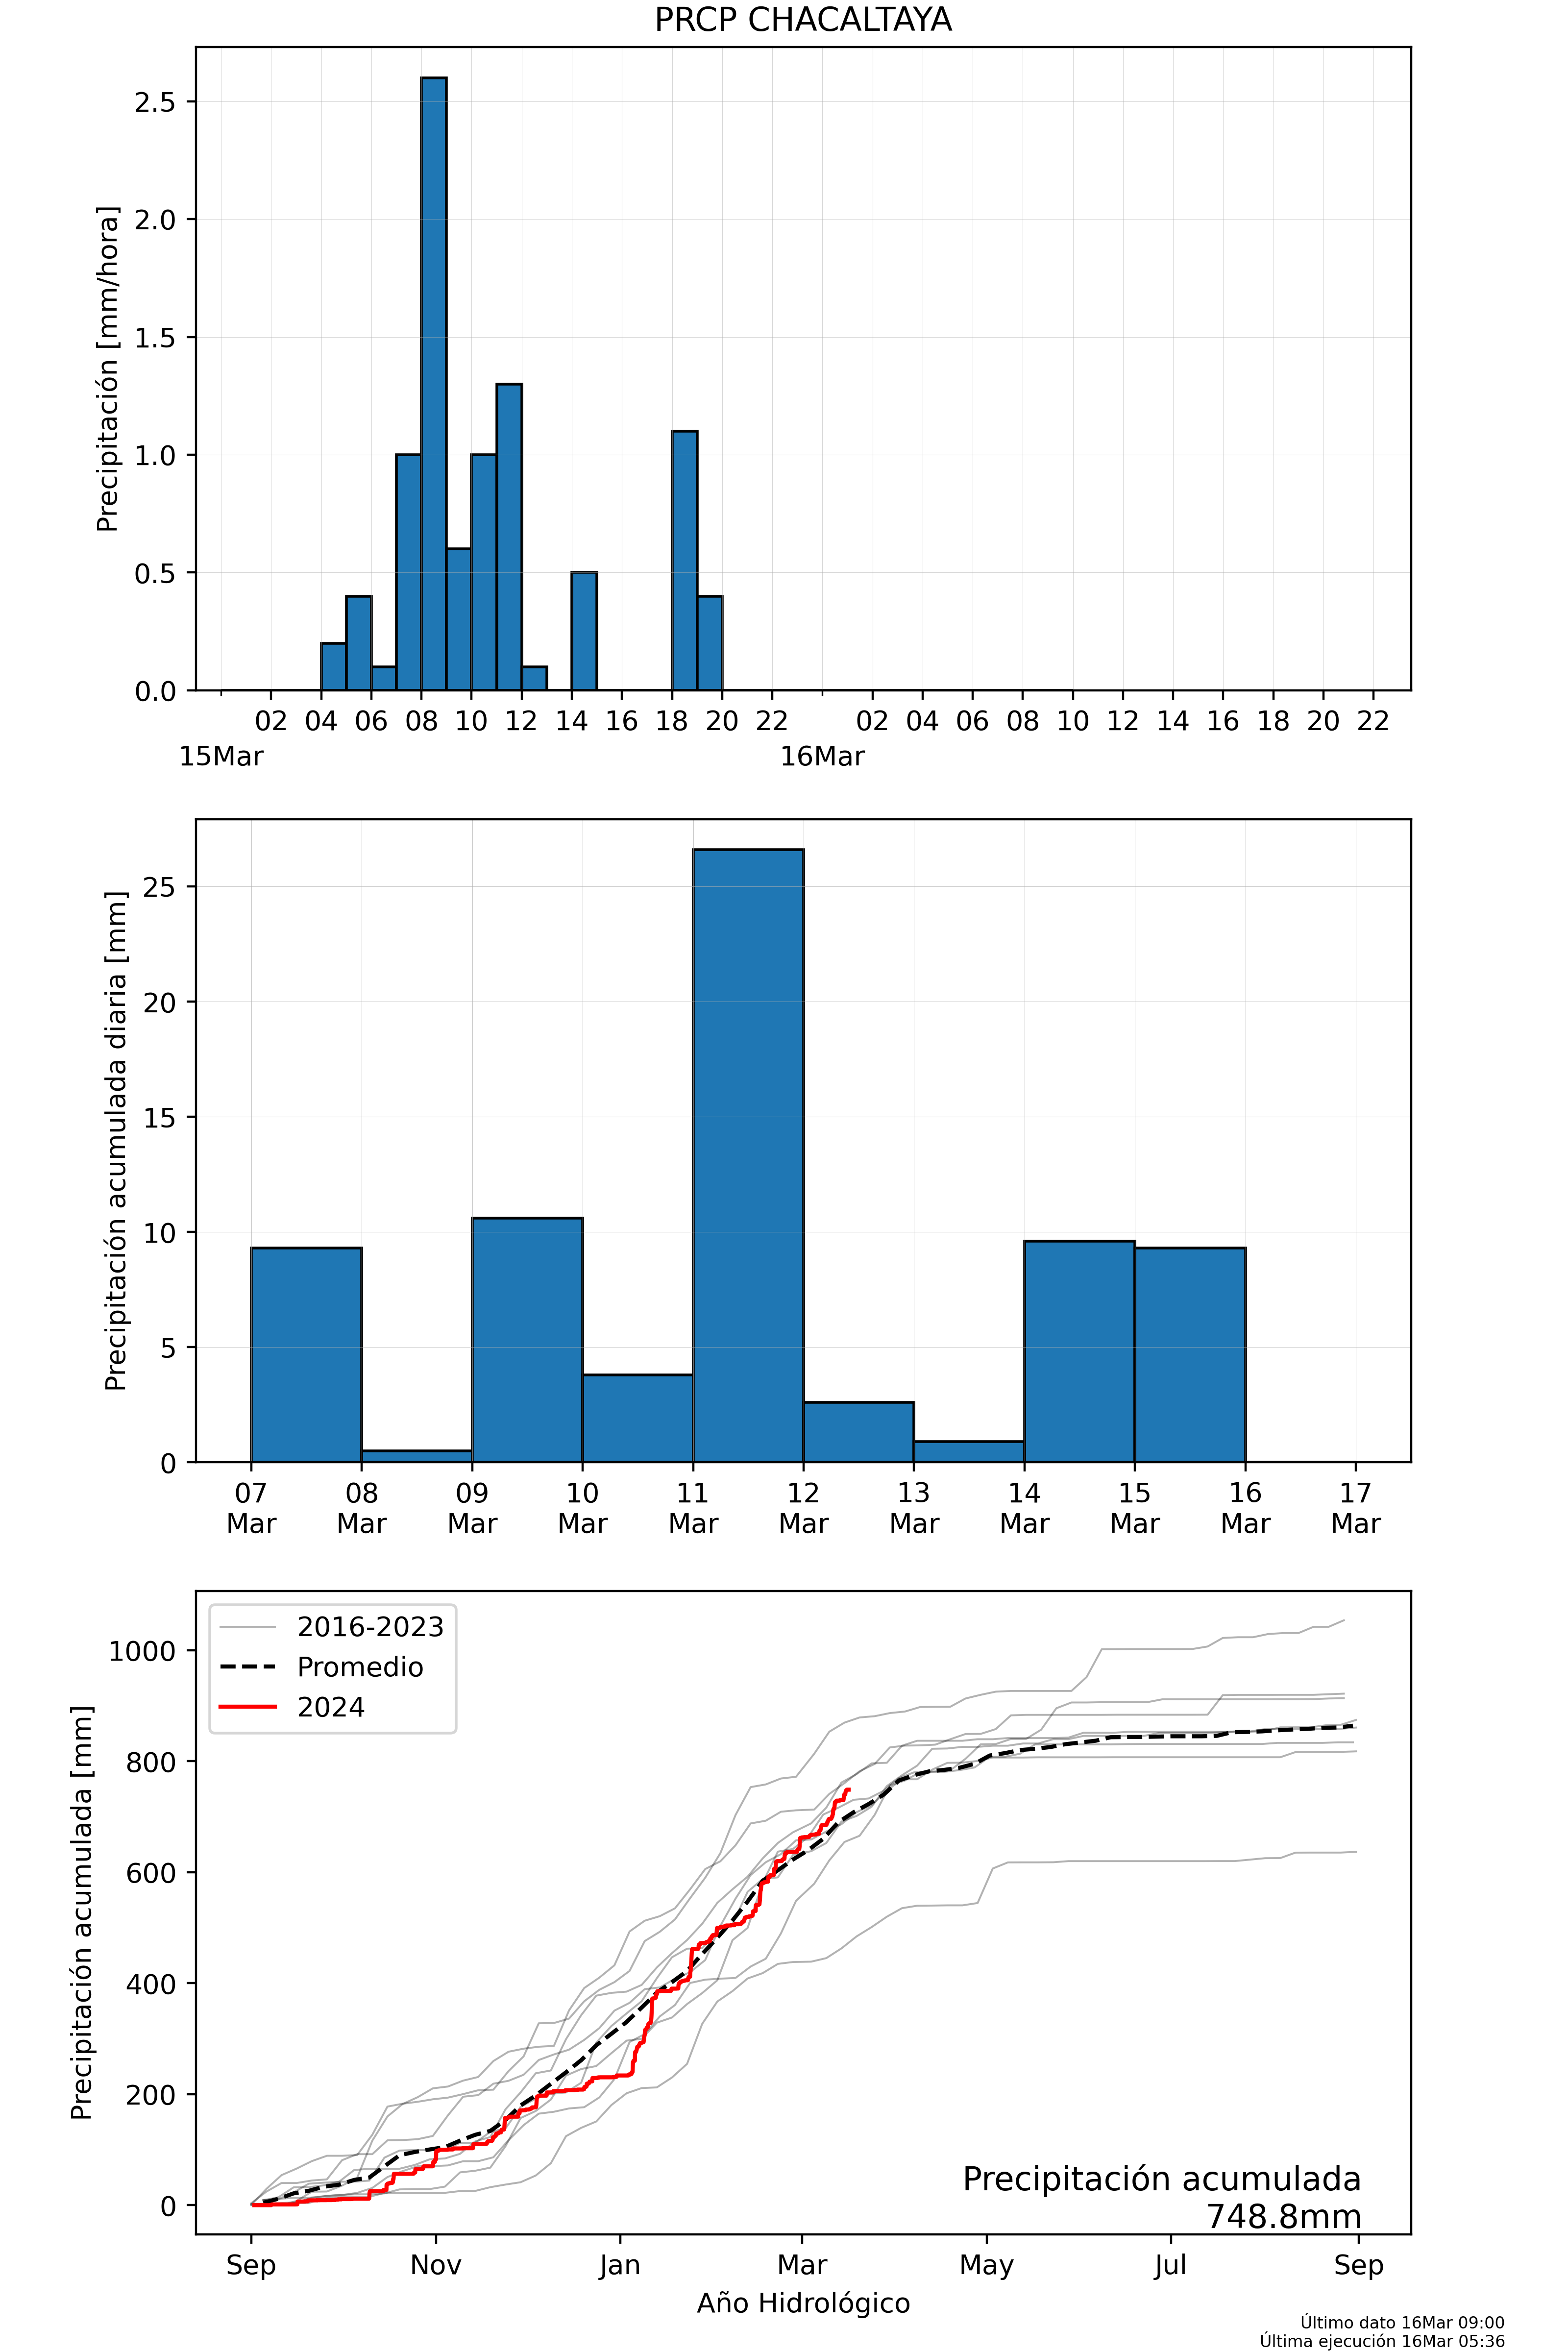 PRCP CHACALTAYA
Precipitación [mm/hora]
2.5
2.0
1.5
1.0
0.5
0.0
02 04 06 08 10 12 14 16 18 20 22 02 04 06 08 10 12 14 16 18 20 22
15Mar 16Mar
Precipitación acumulada diaria [mm]
25
20
15
10
5
0
07 08 09 10 11 12 13 14 15 16 17
Mar Mar Mar Mar Mar Mar Mar Mar Mar Mar Mar
Precipitación acumulada [mm]
1000
800
600
400
200
0
2016-2023
Promedio
2024
Precipitación acumulada
748.8mm
Sep Nov Jan Mar May Jul Sep
Año Hidrológico
Último dato 16Mar 09:00
Última ejecución 16Mar 05:36